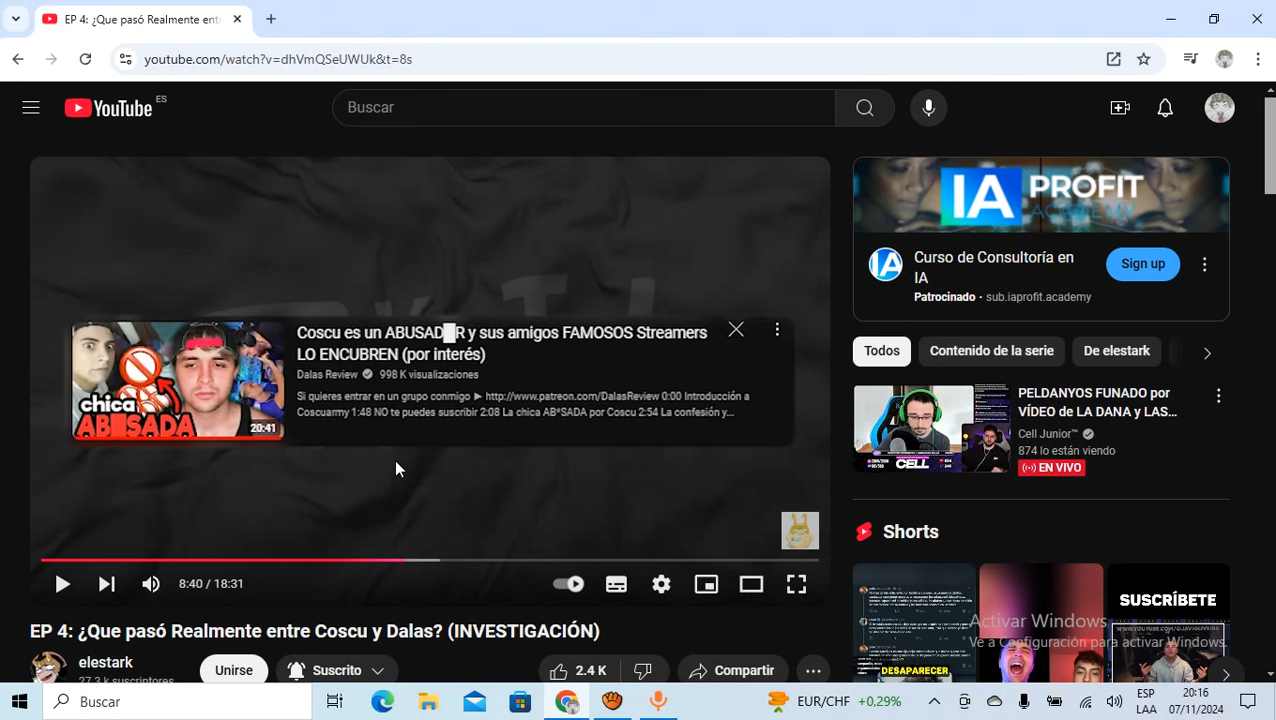 EP 4: ¿Que pasó Realmente ent
youtube.com/watch?v=dhVmQSeUWUk&t=8s
YouTube ES
Buscar
Coscu es un ABUSAD█R y sus amigos FAMOSOS Streamers
LO ENCUBREN (por interés)
Dalas Review 998 K visualizaciones
Si quieres entrar en un grupo conmigo ► http://www.patreon.com/DalasReview 0:00 Introducción a
Coscuarmy 1:48 NO te puedes suscribir 2:08 La chica AB*SADA por Coscu 2:54 La confesión y...
chica
AB█SADA
20:41
8:40 / 18:31
EP 4: ¿Que pasó Realmente entre Coscu y Dalas? (INVESTIGACIÓN)
elestark
27.3 k suscriptores
Unirse
Suscrito
2.4 K
Compartir
IA PROFIT
ACADEMY
Curso de Consultoría en
IA
Patrocinado · sub.iaprofit.academy
Sign up
Todos
Contenido de la serie
De elestark
PELDANYOS FUNADO por
VÍDEO de LA DANA y LAS...
Cell Junior™
874 lo están viendo
EN VIVO
CELL
Shorts
SUSCRÍBETE
DESAPARECER
Activar Windows
Ve a Configuración para activar Windows.
Buscar
EUR/CHF +0,29%
ESP
LAA
20:16
07/11/2024